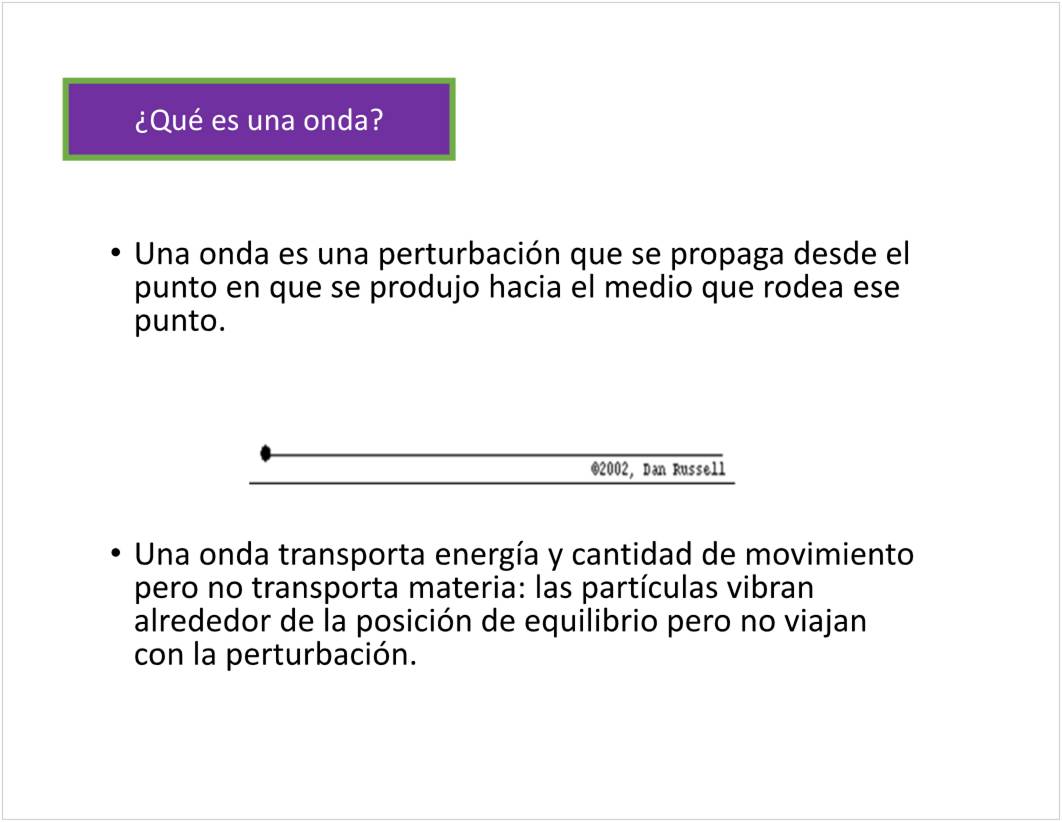 ¿Qué es una onda?
• Una onda es una perturbación que se propaga desde el
punto en que se produjo hacia el medio que rodea ese
punto.
©2002, Dan Russell
• Una onda transporta energía y cantidad de movimiento
pero no transporta materia: las partículas vibran
alrededor de la posición de equilibrio pero no viajan
con la perturbación.